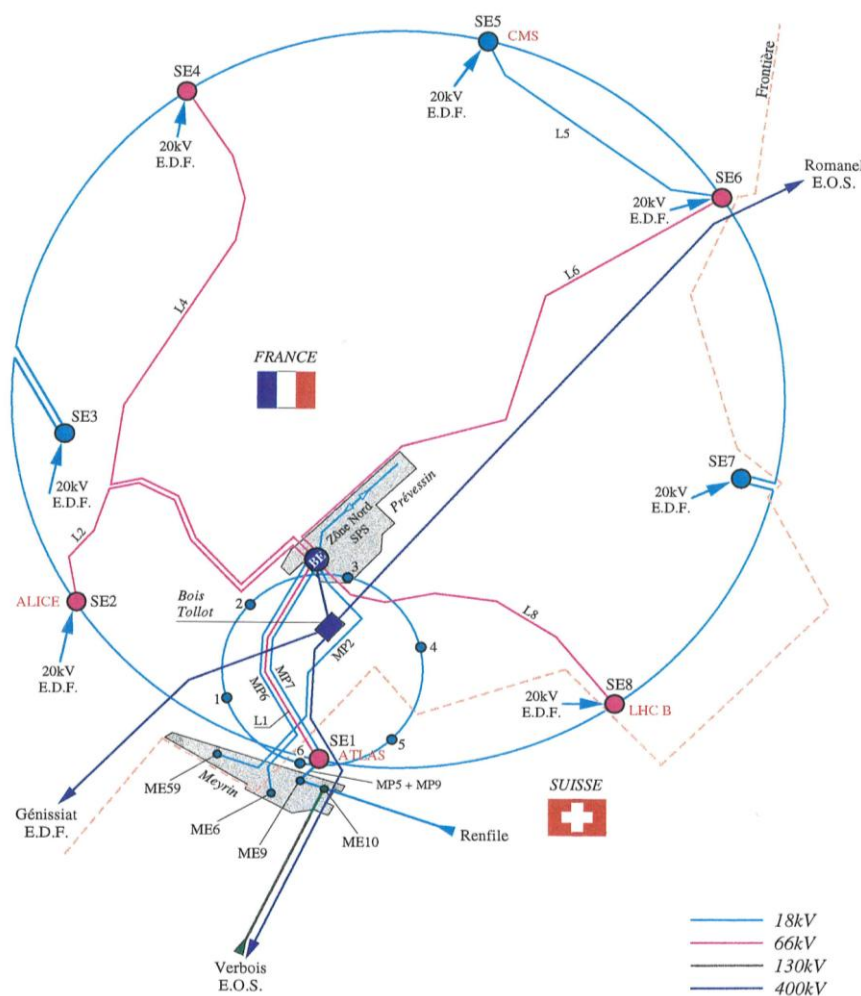 SE5
CMS
SE4
20kV
E.D.F.
20kV
E.D.F.
L5
Frontière
SE6
Romanel
E.O.S.
20kV
E.D.F.
L4
L6
FRANCE
SE3
20kV
E.D.F.
SE7
20kV
E.D.F.
Prévessin
Zône Nord
SPS
BE
L2
ALICE
SE2
20kV
E.D.F.
Bois
Tollot
2
3
4
MP2
MP7
MP6
L8
1
L1
5
6
SE1
ATLAS
20kV
E.D.F.
SE8
LHC B
MP5 + MP9
Meyrin
ME59
ME6
ME9
ME10
Renfile
SUISSE
Génissiat
E.D.F.
Verbois
E.O.S.
18kV
66kV
130kV
400kV